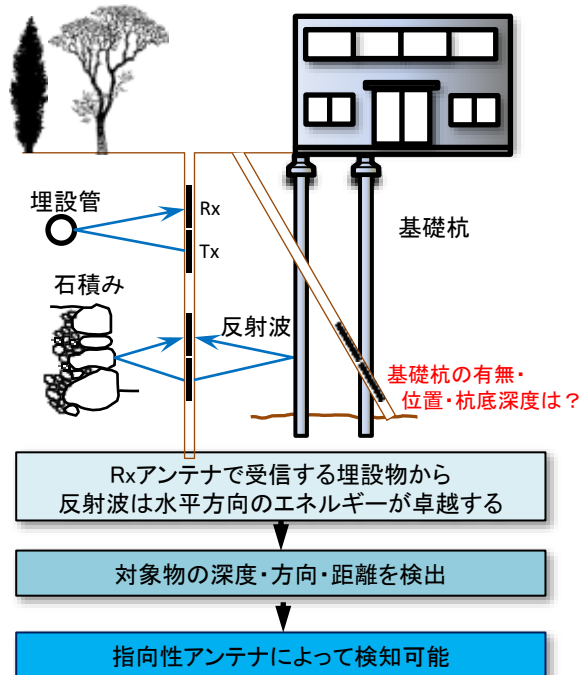 埋設管
Rx
Tx
基礎杭
石積み
反射波
基礎杭の有無・
位置・杭底深度は？
Rxアンテナで受信する埋設物から
反射波は水平方向のエネルギーが卓越する
対象物の深度・方向・距離を検出
指向性アンテナによって検知可能